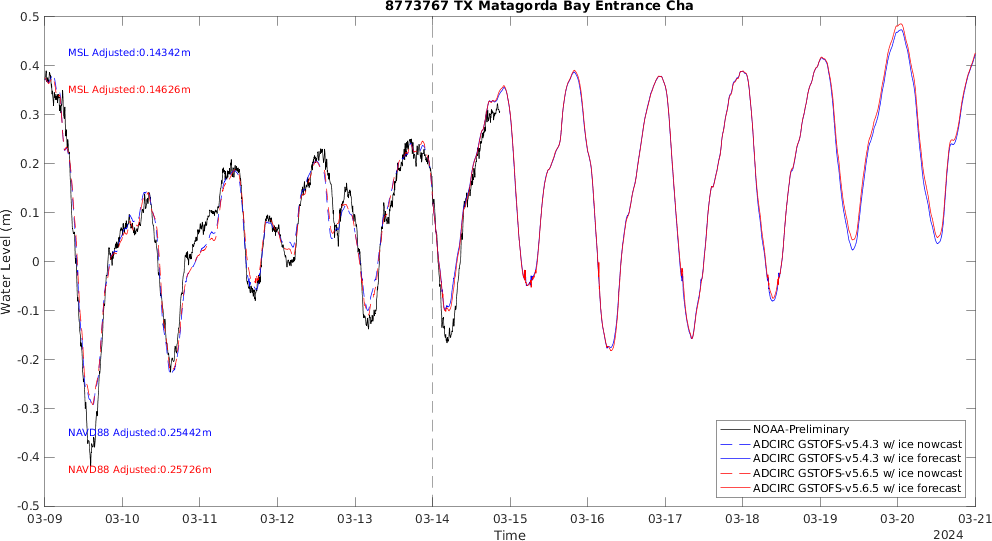 8773767 TX Matagorda Bay Entrance Cha
0.5
0.4
0.3
0.2
0.1
0
-0.1
-0.2
-0.3
-0.4
-0.5
Water Level (m)
MSL Adjusted:0.14342m
MSL Adjusted:0.14626m
NAVD88 Adjusted:0.25442m
NAVD88 Adjusted:0.25726m
NOAA-Preliminary
ADCIRC GSTOFS-v5.4.3 w/ ice nowcast
ADCIRC GSTOFS-v5.4.3 w/ ice forecast
ADCIRC GSTOFS-v5.6.5 w/ ice nowcast
ADCIRC GSTOFS-v5.6.5 w/ ice forecast
03-09 03-10 03-11 03-12 03-13 03-14 03-15 03-16 03-17 03-18 03-19 03-20 03-21
Time
2024